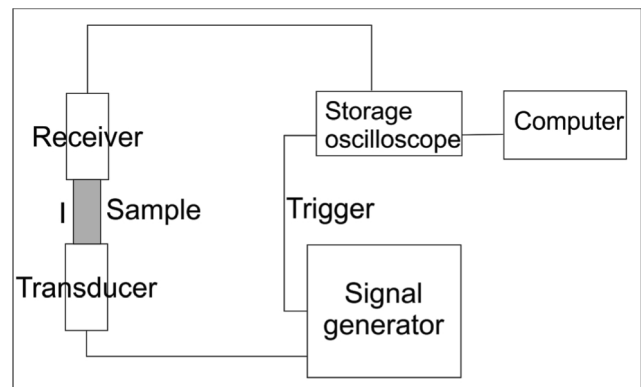 Storage
oscilloscope
Computer
Receiver
l Sample
Trigger
Transducer
Signal
generator